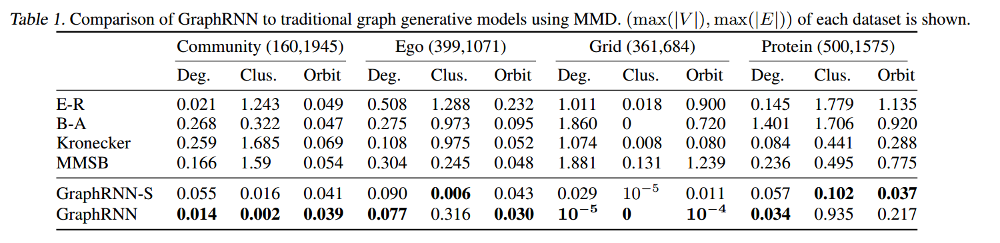 Table 1. Comparison of GraphRNN to traditional graph generative models using MMD. (max(|V|), max(|E|)) of each dataset is shown.
Community (160,1945) Ego (399,1071) Grid (361,684) Protein (500,1575)
Deg. Clus. Orbit Deg. Clus. Orbit Deg. Clus. Orbit Deg. Clus. Orbit
E-R 0.021 1.243 0.049 0.508 1.288 0.232 1.011 0.018 0.900 0.145 1.779 1.135
B-A 0.268 0.322 0.047 0.275 0.973 0.095 1.860 0 0.720 1.401 1.706 0.920
Kronecker 0.259 1.685 0.069 0.108 0.975 0.052 1.074 0.008 0.080 0.084 0.441 0.288
MMSB 0.166 1.59 0.054 0.304 0.245 0.048 1.881 0.131 1.239 0.236 0.495 0.775
GraphRNN-S 0.055 0.016 0.041 0.090 0.006 0.043 0.029 10⁻⁵ 0.011 0.057 0.102 0.037
GraphRNN 0.014 0.002 0.039 0.077 0.316 0.030 10⁻⁵ 0 10⁻⁴ 0.034 0.935 0.217